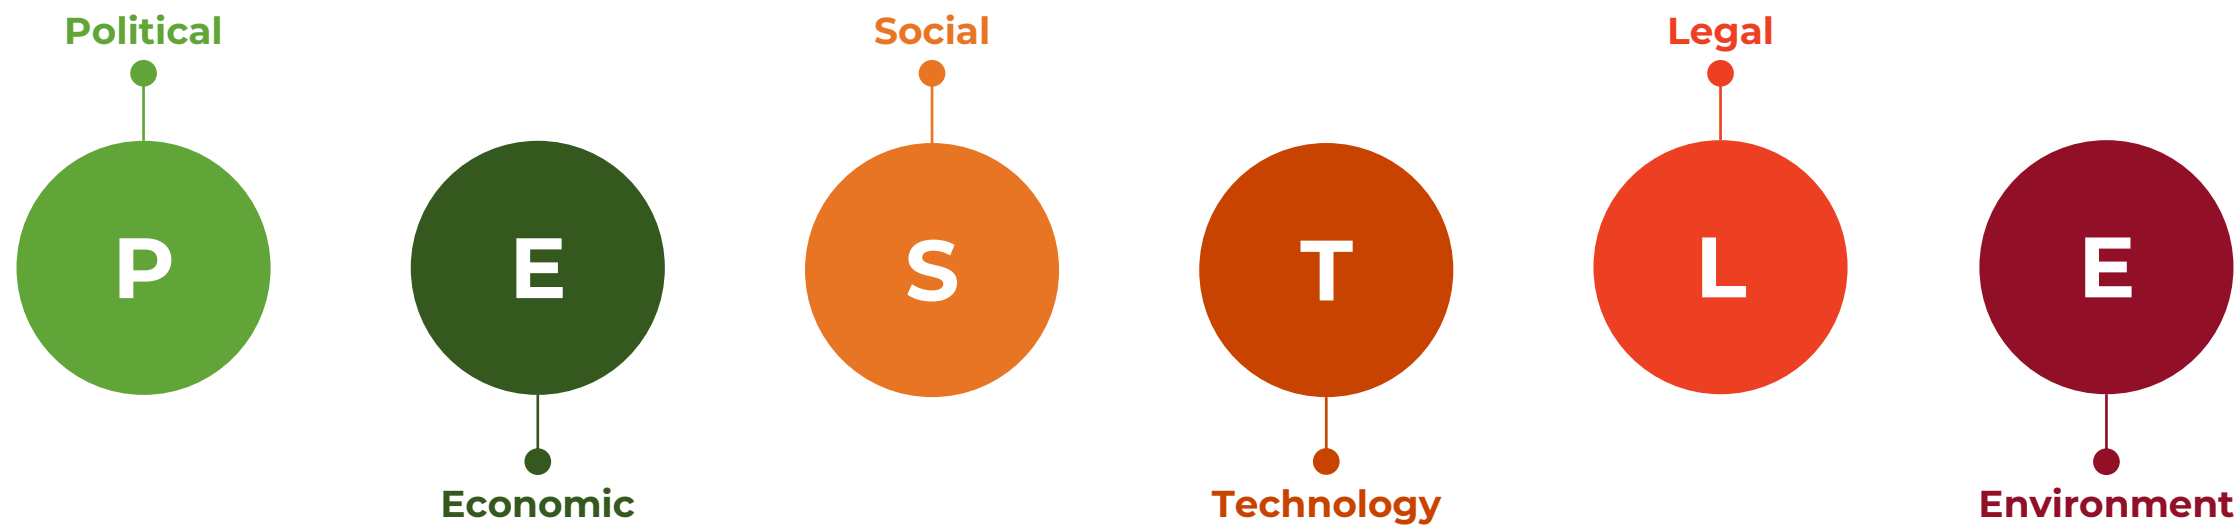 Political
Social
Legal
P
E
S
T
L
E
Economic
Technology
Environment